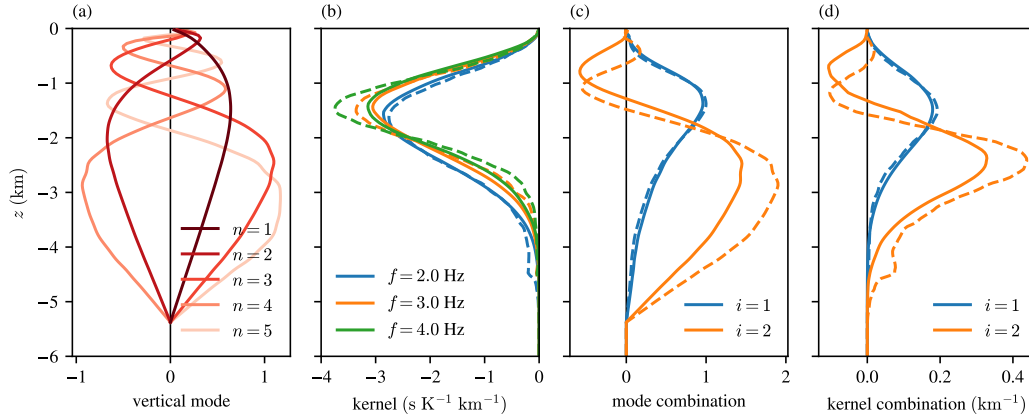 (a)
(b)
(c)
(d)
0
−1
−2
−3
−4
−5
−6
z (km)
n = 1
n = 2
n = 3
n = 4
n = 5
−1
0
1
vertical mode
f = 2.0 Hz
f = 3.0 Hz
f = 4.0 Hz
−4
−3
−2
−1
0
kernel (s K⁻¹ km⁻¹)
i = 1
i = 2
0
1
2
mode combination
i = 1
i = 2
0.0
0.2
0.4
kernel combination (km⁻¹)